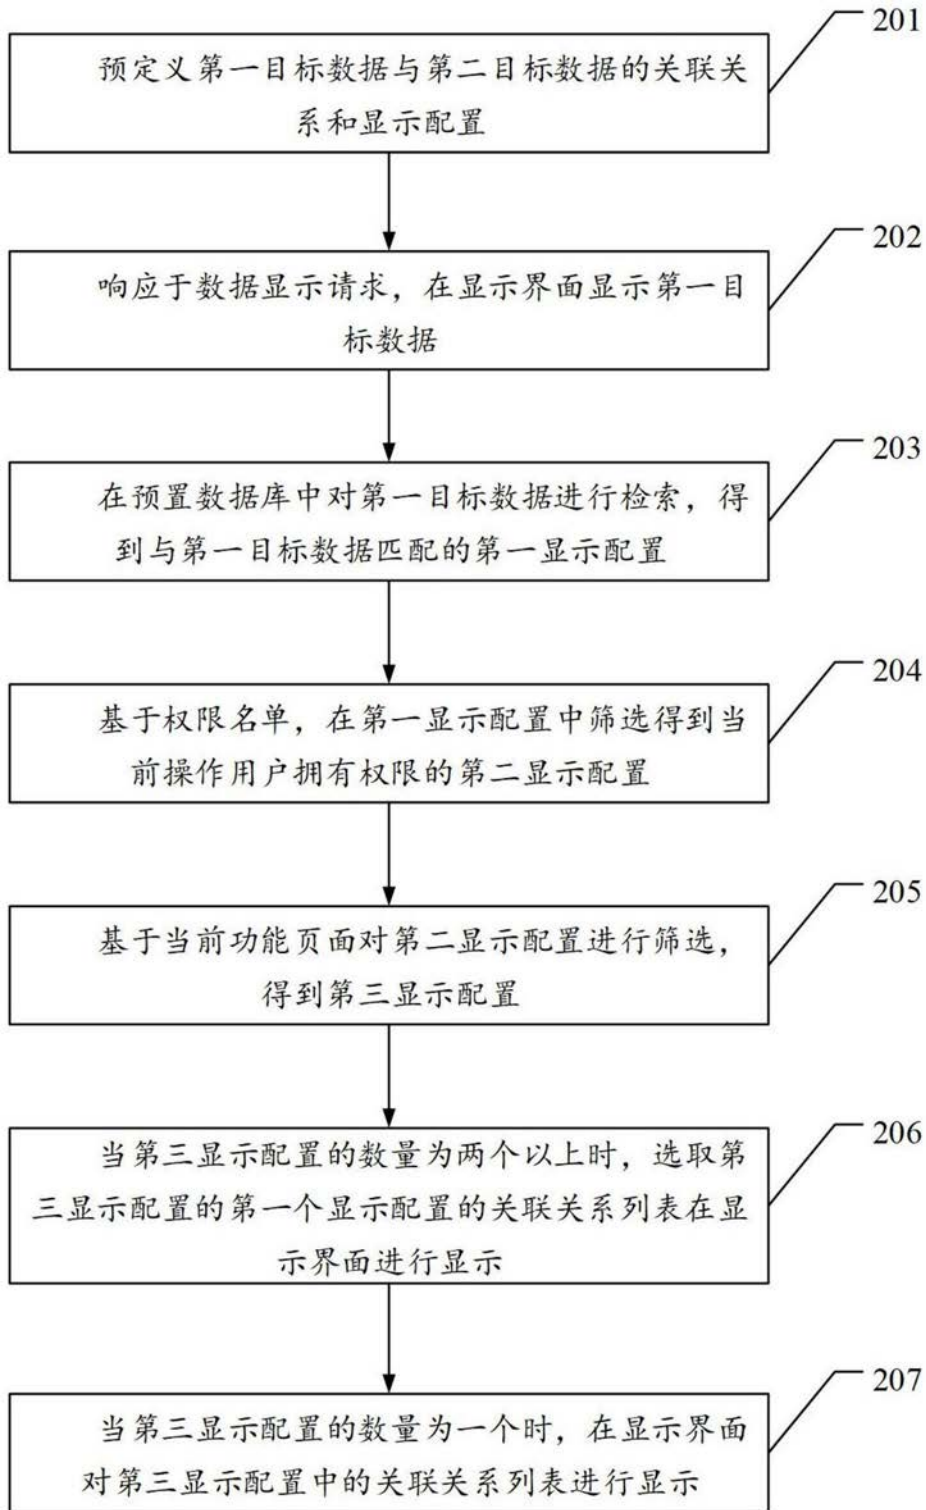 201
预定义第一目标数据与第二目标数据的关联关
系和显示配置
202
响应于数据显示请求，在显示界面显示第一目
标数据
203
在预置数据库中对第一目标数据进行检索，得
到与第一目标数据匹配的第一显示配置
204
基于权限名单，在第一显示配置中筛选得到当
前操作用户拥有权限的第二显示配置
205
基于当前功能页面对第二显示配置进行筛选，
得到第三显示配置
206
当第三显示配置的数量为两个以上时，选取第
三显示配置的第一个显示配置的关联关系列表在显
示界面进行显示
207
当第三显示配置的数量为一个时，在显示界面
对第三显示配置中的关联关系列表进行显示